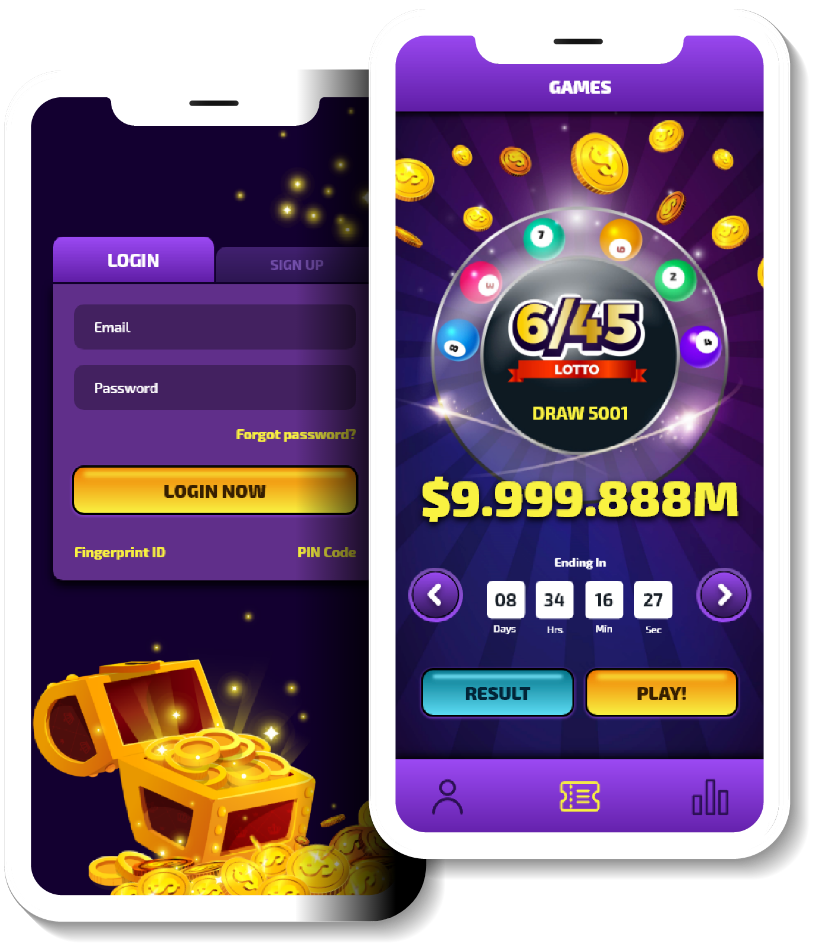 LOGIN
SIGN UP
Email
Password
Forgot password?
LOGIN NOW
Fingerprint ID
PIN Code
GAMES
7
6
3
2
8
4
6/45
LOTTO
DRAW 5001
$9.999.888M
Ending In
08 34 16 27
Days Hrs Min Sec
RESULT
PLAY!